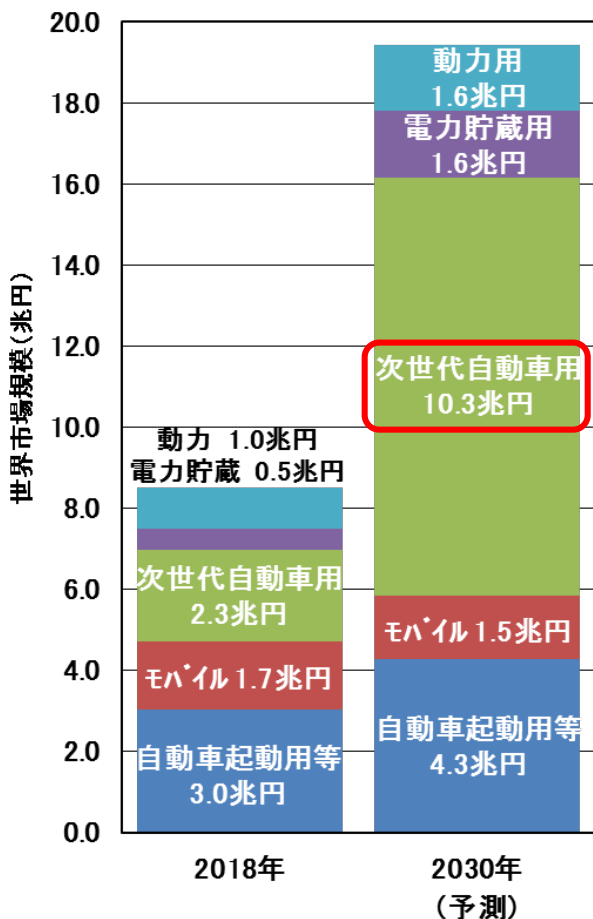 世界市場規模(兆円)
20.0
18.0
16.0
14.0
12.0
10.0
8.0
6.0
4.0
2.0
0.0
動力 1.0兆円
電力貯蔵 0.5兆円
次世代自動車用
2.3兆円
ﾓﾊﾞｲﾙ 1.7兆円
自動車起動用等
3.0兆円
動力用
1.6兆円
電力貯蔵用
1.6兆円
次世代自動車用
10.3兆円
ﾓﾊﾞｲﾙ 1.5兆円
自動車起動用等
4.3兆円
2018年
2030年
(予測)